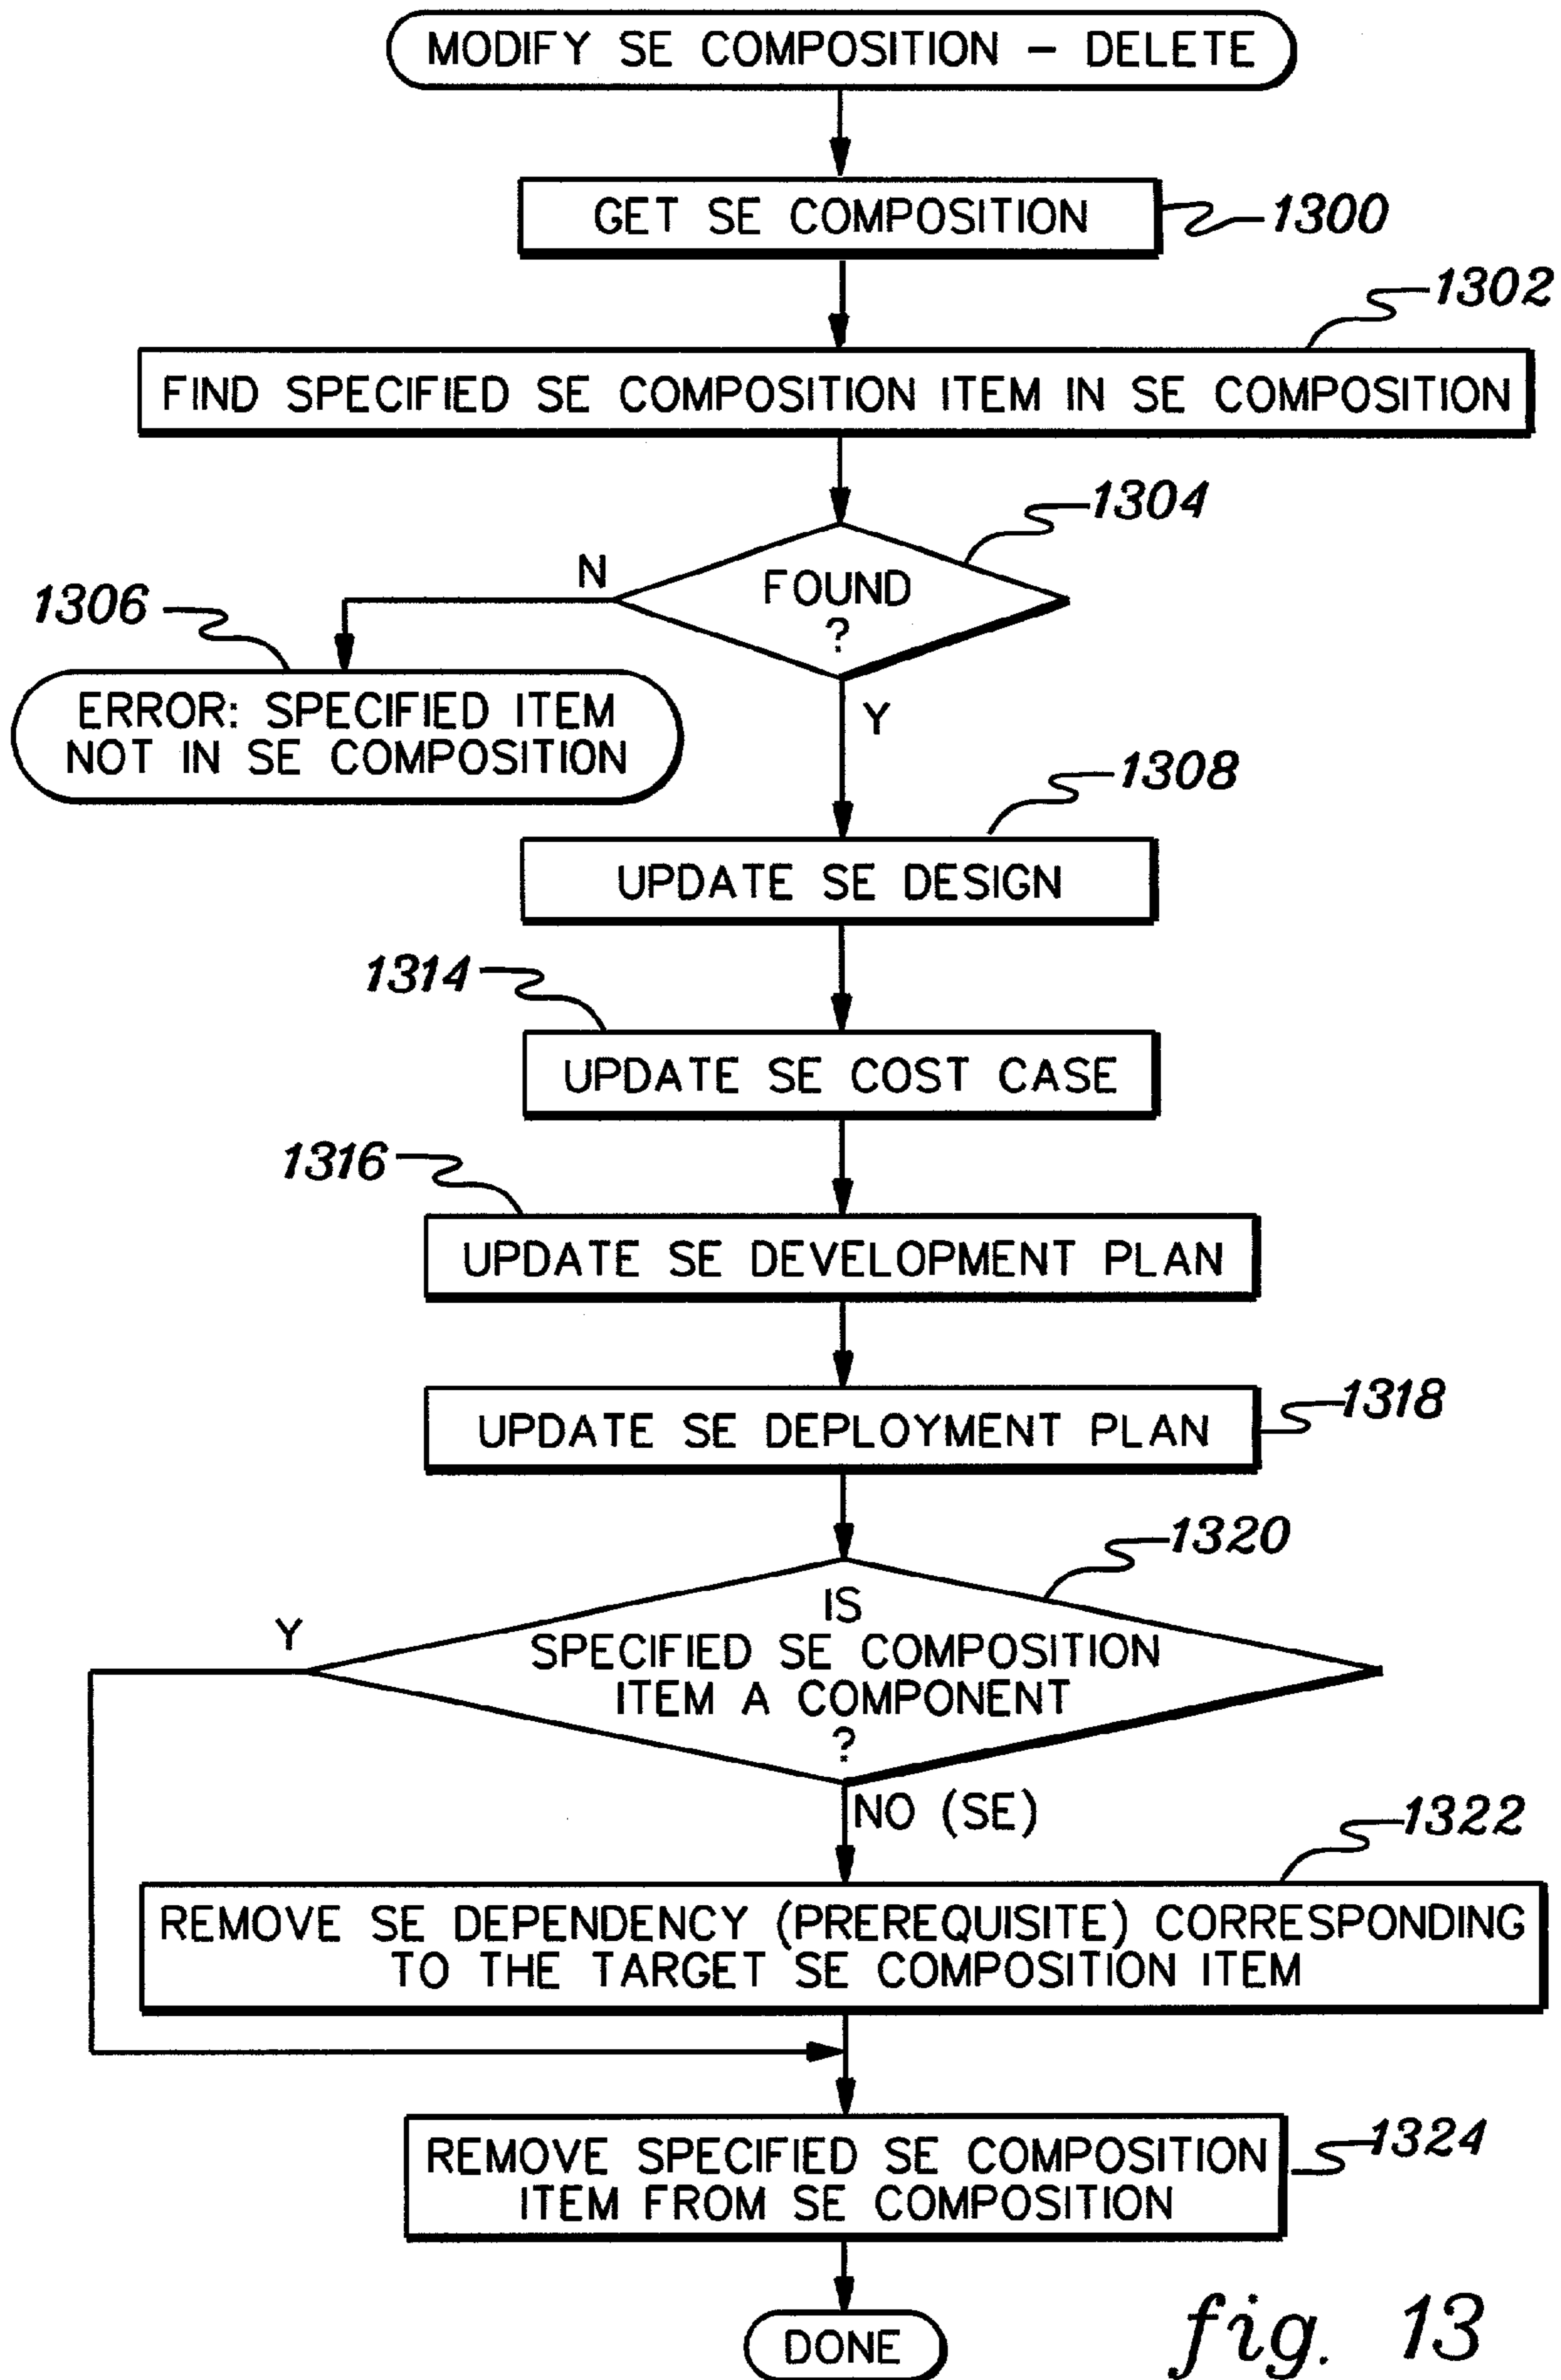 MODIFY SE COMPOSITION - DELETE
GET SE COMPOSITION
1300
1302
FIND SPECIFIED SE COMPOSITION ITEM IN SE COMPOSITION
1304
N
FOUND
?
1306
ERROR: SPECIFIED ITEM
NOT IN SE COMPOSITION
Y
1308
UPDATE SE DESIGN
1314
UPDATE SE COST CASE
1316
UPDATE SE DEVELOPMENT PLAN
UPDATE SE DEPLOYMENT PLAN
1318
1320
Y
IS
SPECIFIED SE COMPOSITION
ITEM A COMPONENT
?
NO (SE)
1322
REMOVE SE DEPENDENCY (PREREQUISITE) CORRESPONDING
TO THE TARGET SE COMPOSITION ITEM
REMOVE SPECIFIED SE COMPOSITION
ITEM FROM SE COMPOSITION
1324
DONE
fig. 13